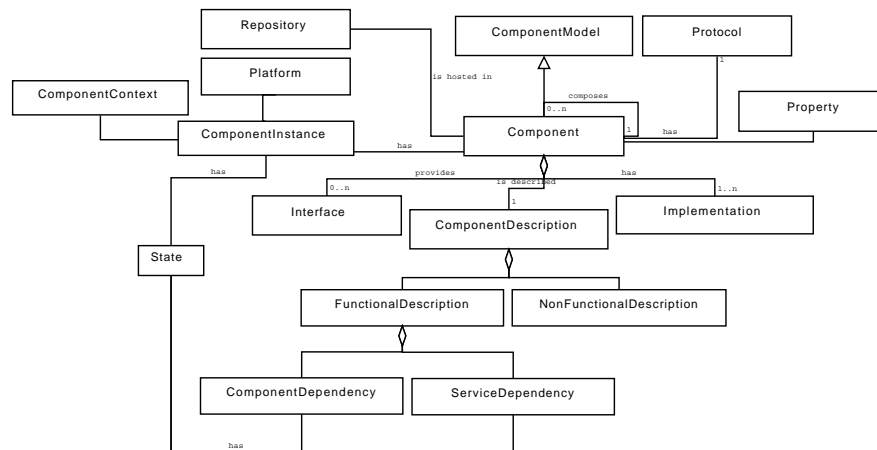 Repository
ComponentModel
Protocol
1
is hosted in
Platform
ComponentContext
composes
0..n
Property
ComponentInstance
Component
1
has
has
has
provides
has
is described
0..n
1
1..n
Interface
ComponentDescription
Implementation
State
FunctionalDescription
NonFunctionalDescription
ComponentDependency
ServiceDependency
has